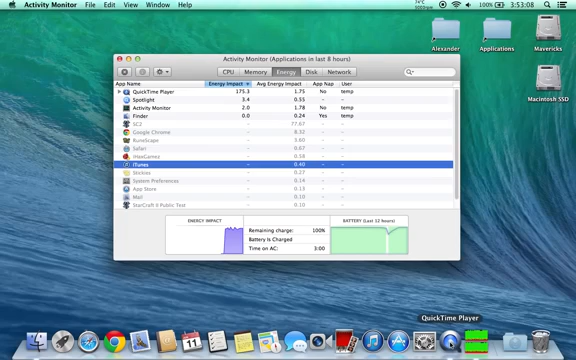 Activity Monitor File Edit View Window Help 100% 3:53:08
Alexander Applications Mavericks
Macintosh SSD
Activity Monitor (Applications in last 8 hours)
CPU Memory Energy Disk Network
App Name Energy Impact Avg Energy Impact App Nap User
QuickTime Player 175.3 1.75 No temp
Spotlight 3.4 0.55 - -
Activity Monitor 2.0 1.78 No temp
Finder 0.0 0.24 Yes temp
SC2 - 77.67 - -
Google Chrome - 8.32 - -
RuneScape - 3.80 - -
Safari - 0.67 - -
- 0.58 - -
iTunes - 0.40 - -
Stickies - 0.27 - -
System Preferences - 0.14 - -
App Store - 0.13 - -
Mail - 0.10 - -
StarCraft II Public Test - 0.10 - -
ENERGY IMPACT BATTERY (Last 12 hours)
Remaining charge: 100%
Battery Is Charged
Time on AC: 3:00
QuickTime Player
11